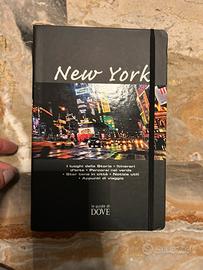 New York
I luoghi della Storia • Itinerari
d'arte • Percorsi nel verde
• Star bene in città • Notizie utili
• Appunti di viaggio
le guide di
DOVE